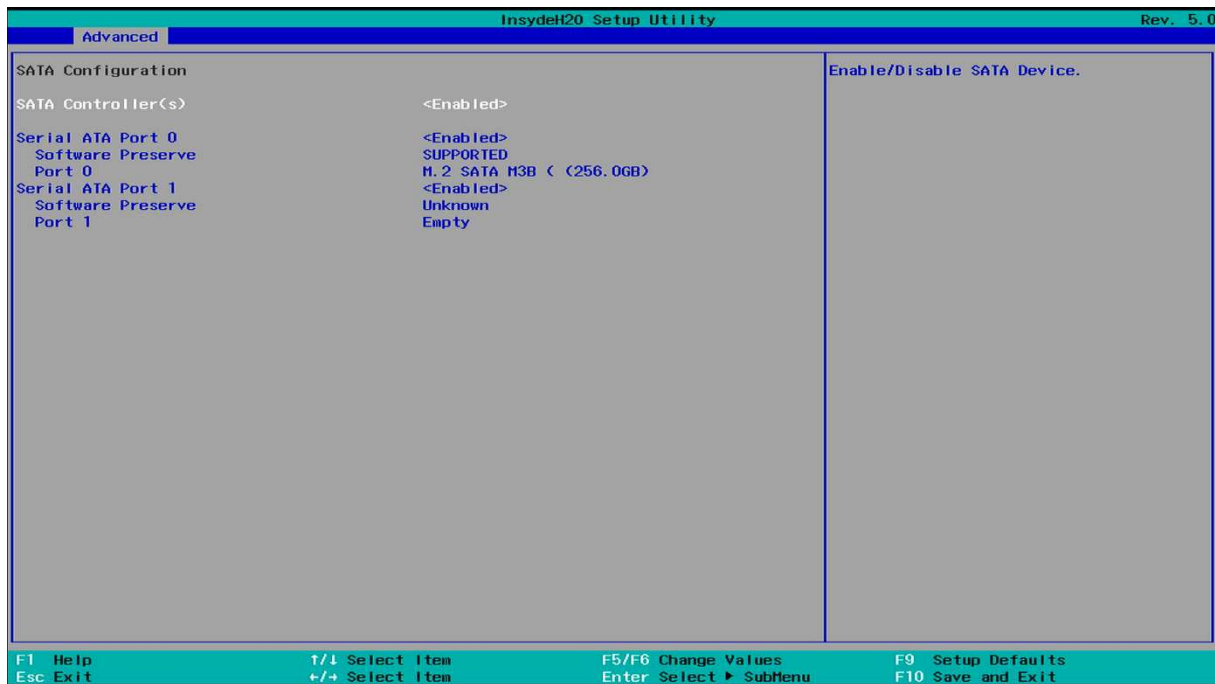 InsydeH2O Setup Utility Rev. 5.0
Advanced
SATA Configuration
Enable/Disable SATA Device.
SATA Controller(s) <Enabled>
Serial ATA Port 0 <Enabled>
Software Preserve SUPPORTED
Port 0 M.2 SATA M3B ( (256.0GB)
Serial ATA Port 1 <Enabled>
Software Preserve Unknown
Port 1 Empty
F1 Help ↑/↓ Select Item F5/F6 Change Values F9 Setup Defaults
Esc Exit ←/→ Select Item Enter Select ▶ SubMenu F10 Save and Exit